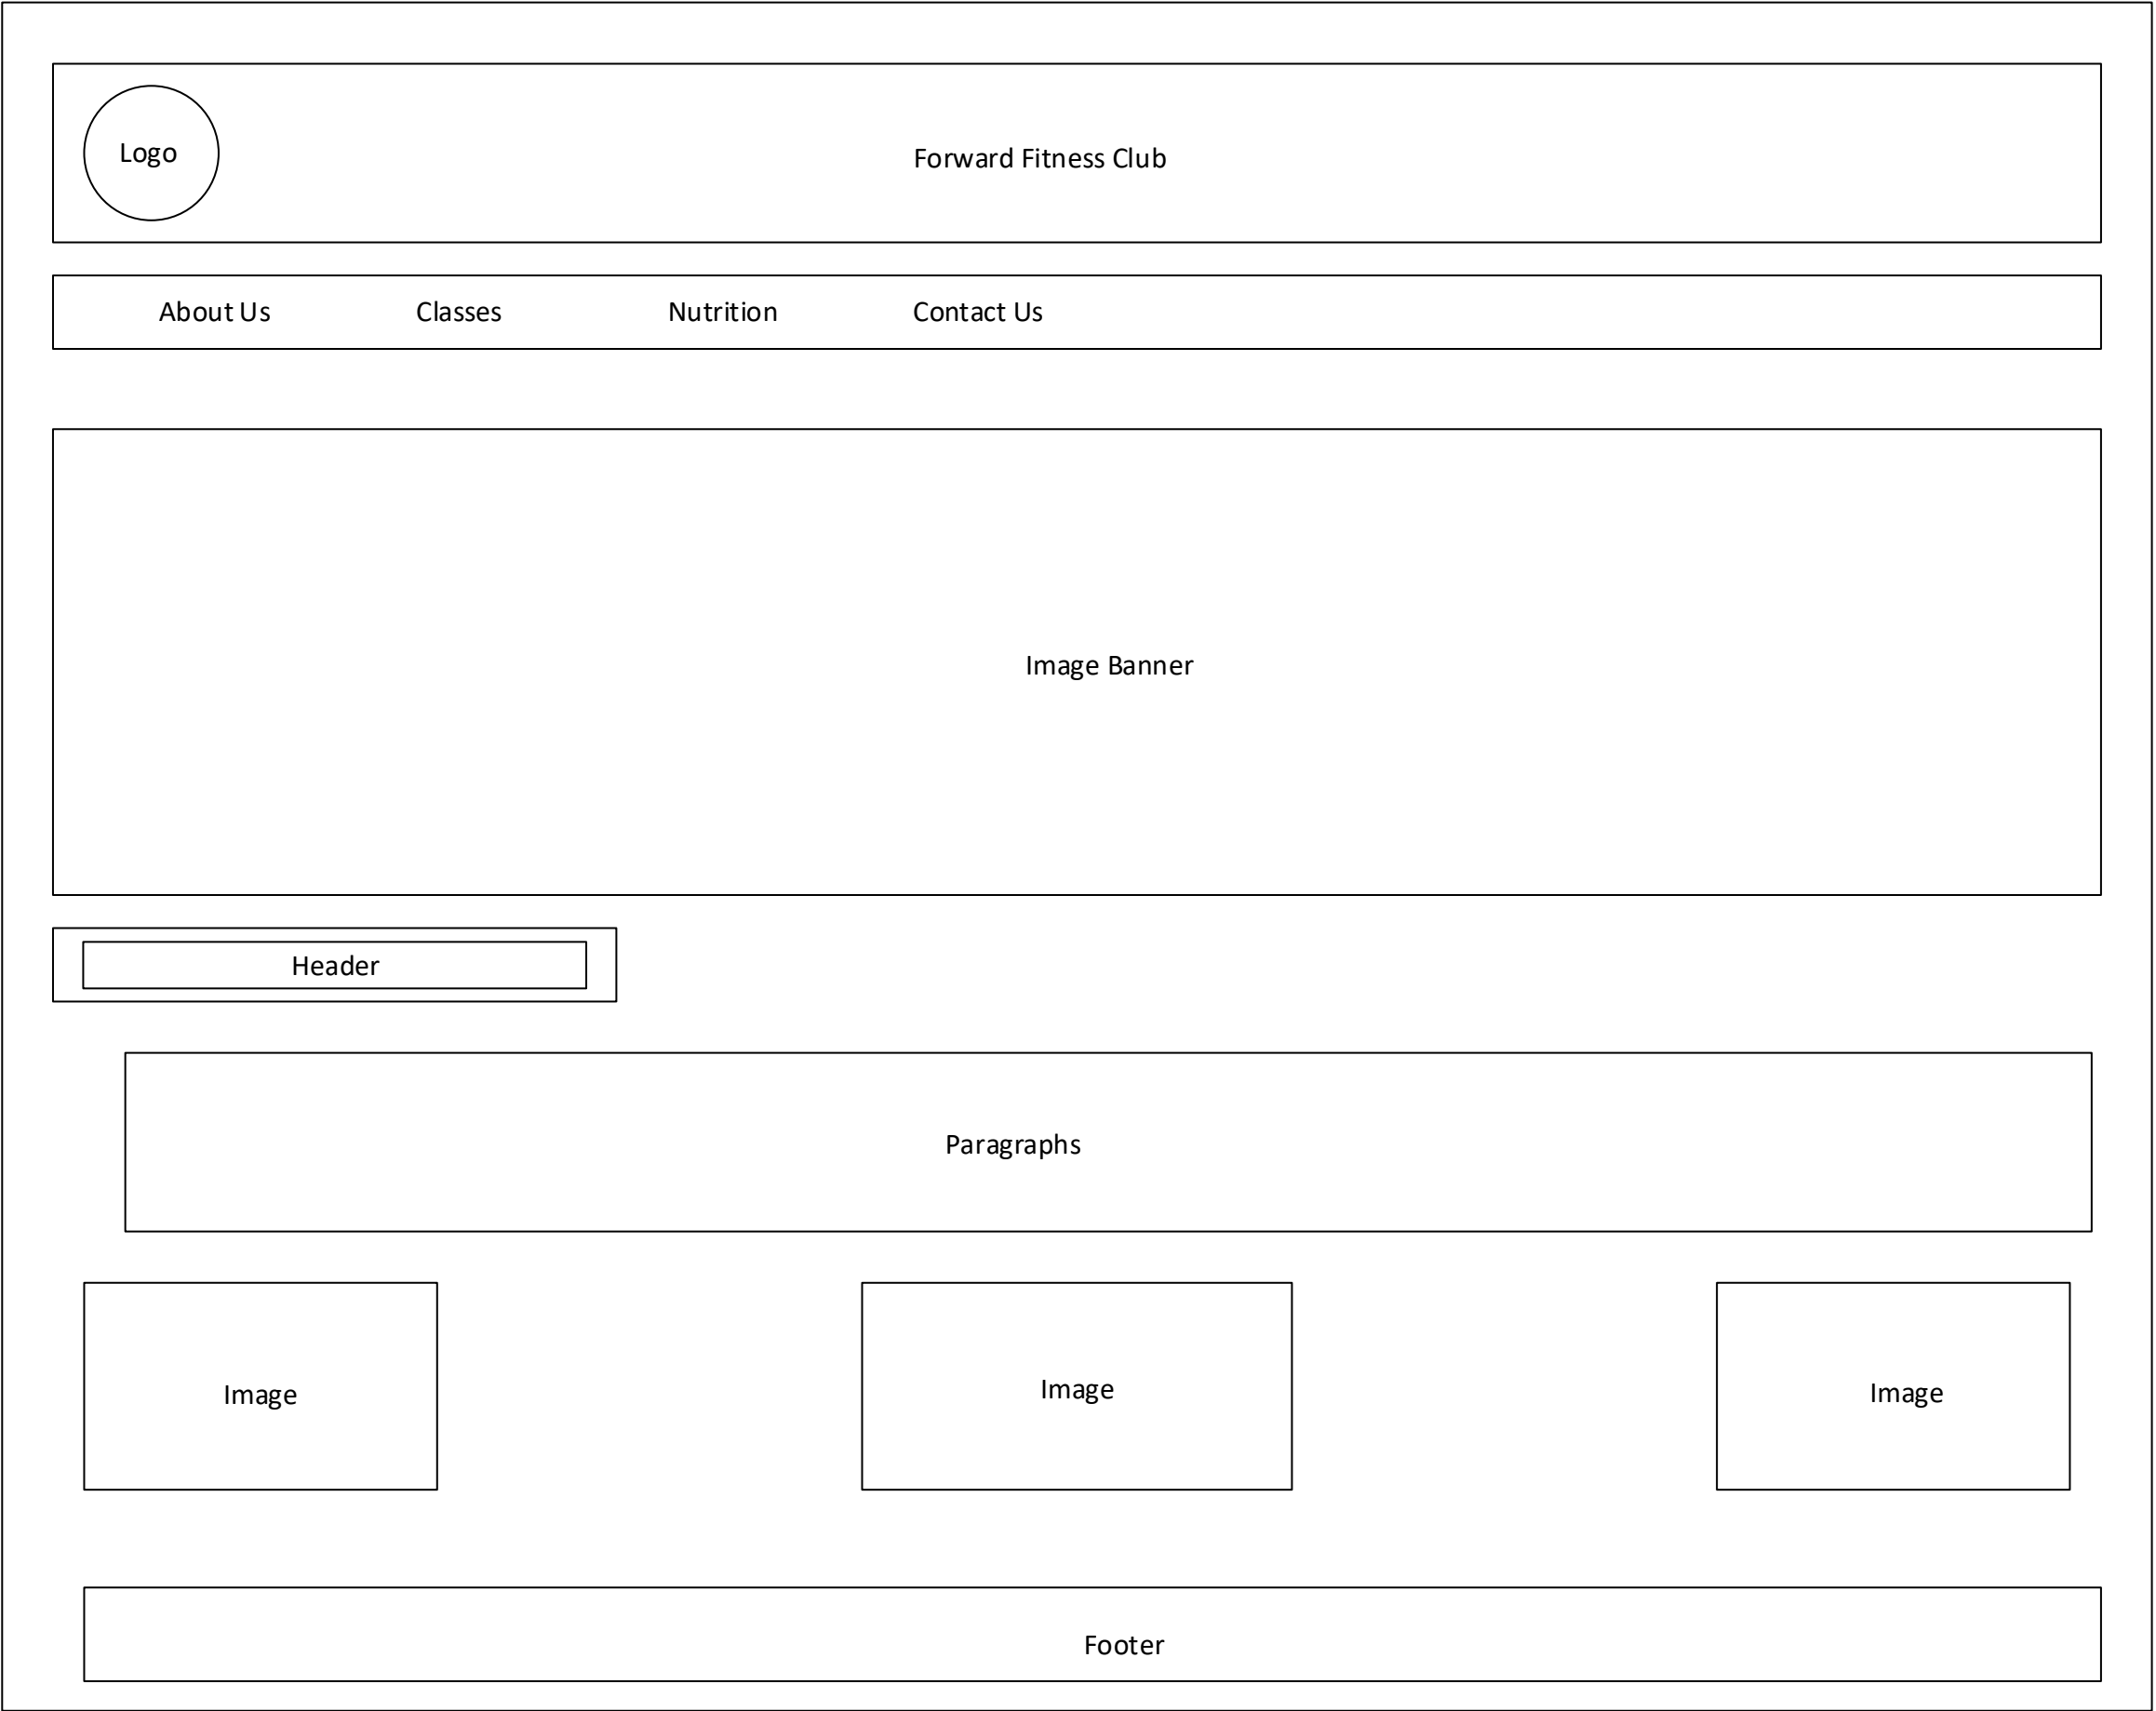 Logo
Forward Fitness Club
About Us Classes Nutrition Contact Us
Image Banner
Header
Paragraphs
Image Image Image
Footer